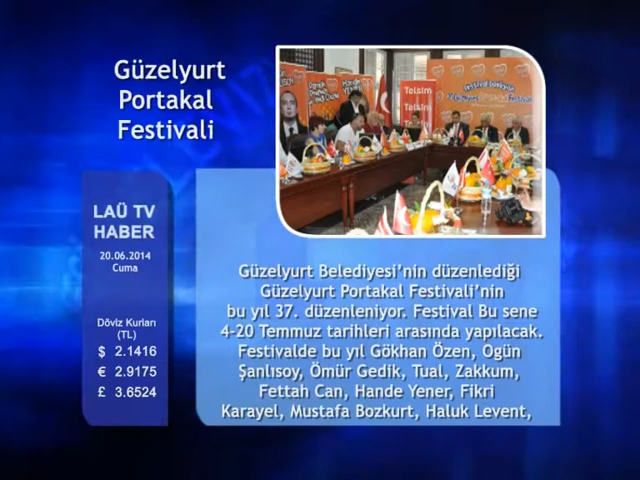 Güzelyurt
Portakal
Festivali
Telsim
Telsim
LAÜ TV
HABER
20.06.2014
Cuma
Döviz Kurları
(TL)
$ 2.1416
€ 2.9175
£ 3.6524
Güzelyurt Belediyesi’nin düzenlediği
Güzelyurt Portakal Festivali’nin
bu yıl 37. düzenleniyor. Festival Bu sene
4-20 Temmuz tarihleri arasında yapılacak.
Festivalde bu yıl Gökhan Özen, Ogün
Şanlısoy, Ömür Gedik, Tual, Zakkum,
Fettah Can, Hande Yener, Fikri
Karayel, Mustafa Bozkurt, Haluk Levent,